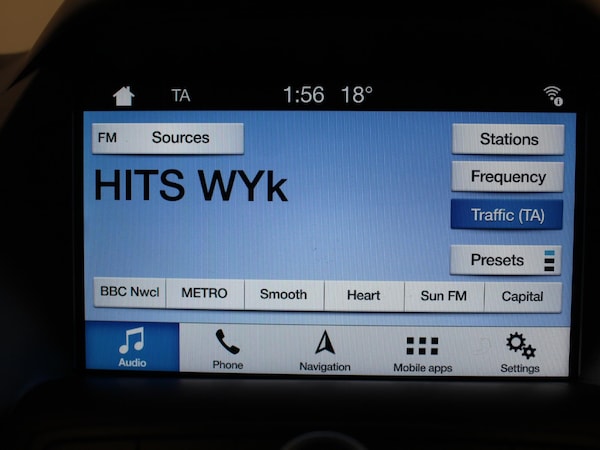 TA 1:56 18°
FM Sources
Stations
HITS WYk
Frequency
Traffic (TA)
Presets
BBC Nwcl METRO Smooth Heart Sun FM Capital
Audio Phone Navigation Mobile apps Settings